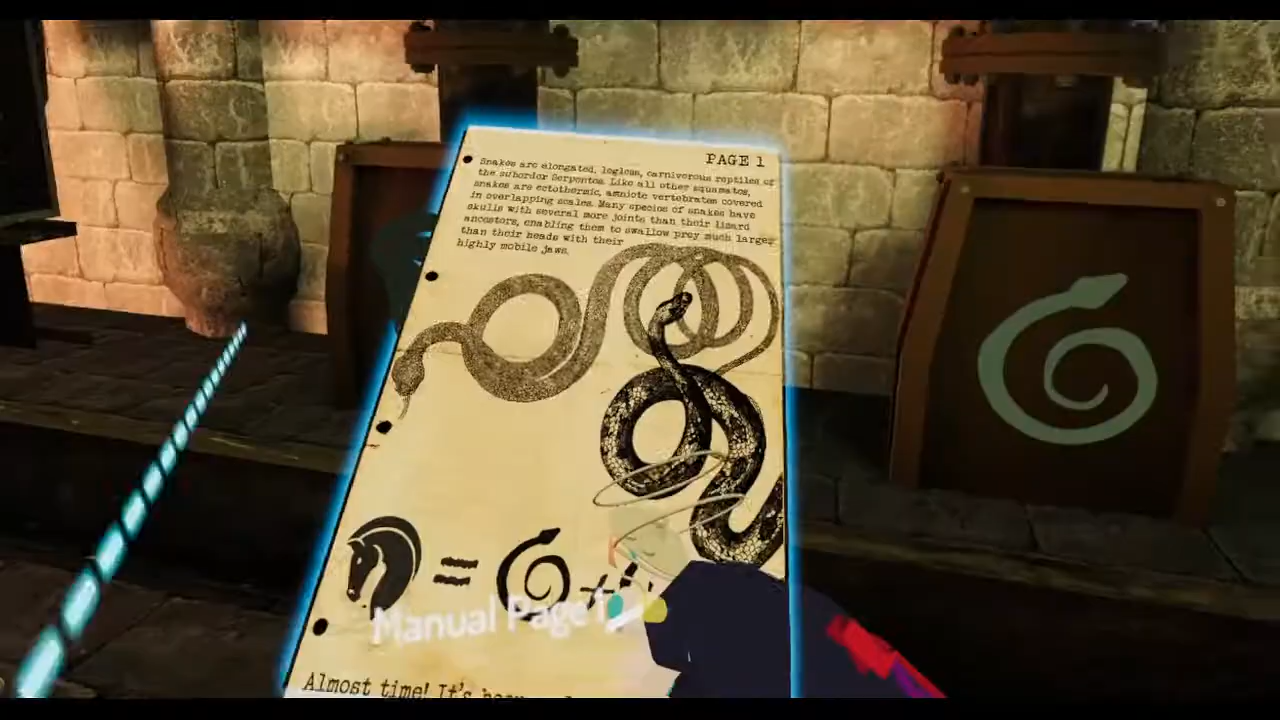 PAGE 1
Snakes are elongated, legless, carnivorous reptiles of
the suborder Serpentes. Like all other squamates,
snakes are ectothermic, amniote vertebrates covered
in overlapping scales. Many species of snakes have
skulls with several more joints than their lizard
ancestors, enabling them to swallow prey much larger
than their heads with their
highly mobile jaws.
= +
Manual Page 1
Almost time! It's been